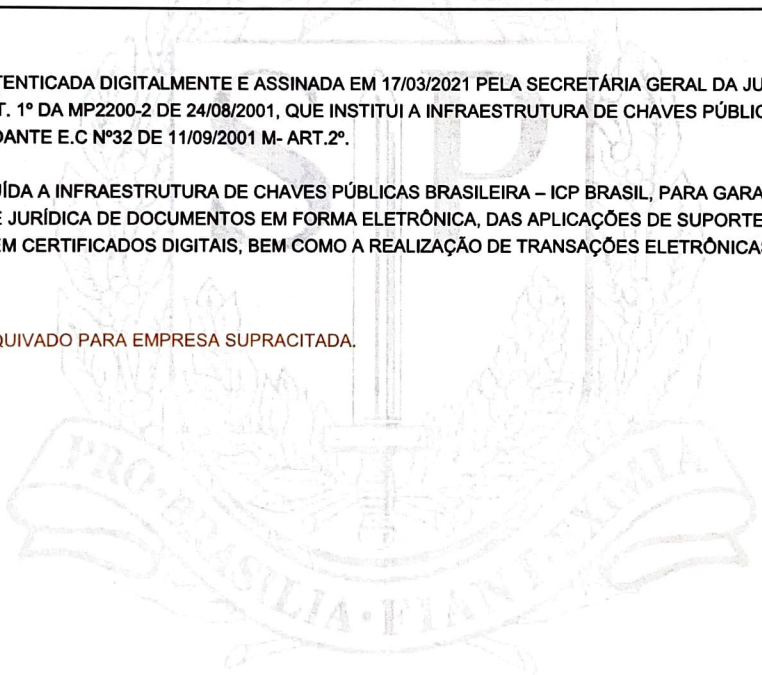 TENTICADA DIGITALMENTE E ASSINADA EM 17/03/2021 PELA SECRETÁRIA GERAL DA JU
T. 1º DA MP2200-2 DE 24/08/2001, QUE INSTITUI A INFRAESTRUTURA DE CHAVES PÚBLIC
DANTE E.C Nº32 DE 11/09/2001 M- ART.2º.
ÍDA A INFRAESTRUTURA DE CHAVES PÚBLICAS BRASILEIRA – ICP BRASIL, PARA GARA
E JURÍDICA DE DOCUMENTOS EM FORMA ELETRÔNICA, DAS APLICAÇÕES DE SUPORTE
EM CERTIFICADOS DIGITAIS, BEM COMO A REALIZAÇÃO DE TRANSAÇÕES ELETRÔNICAS
QUIVADO PARA EMPRESA SUPRACITADA.
SP
PRO·BRASILIA·FIANT·EXIMIA